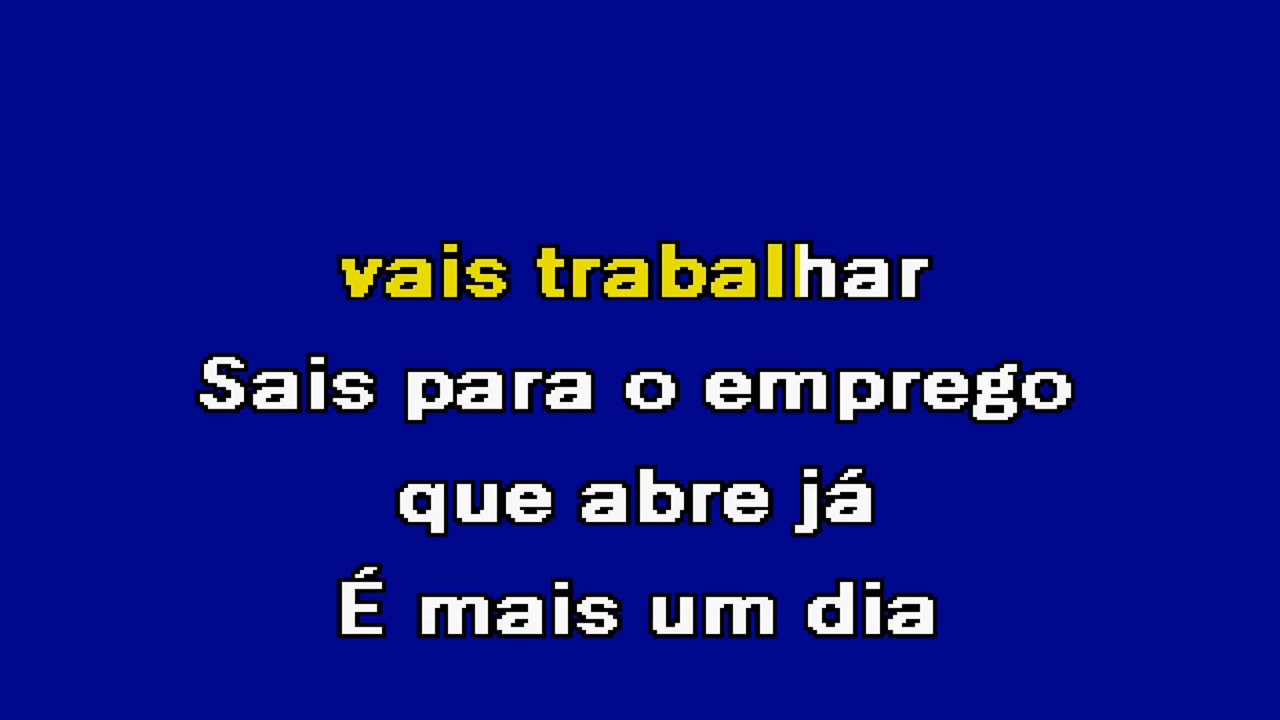 vais trabalhar
Sais para o emprego
que abre já
É mais um dia